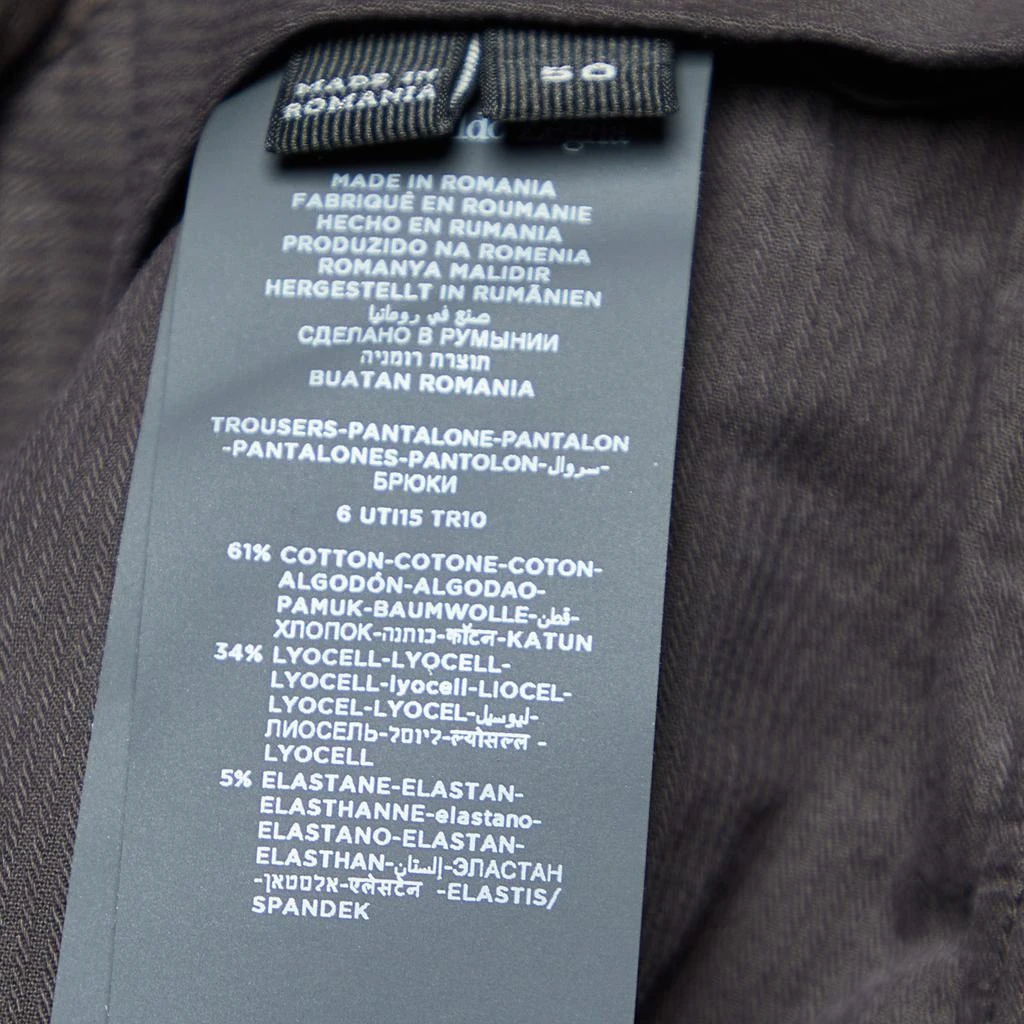 MADE IN
ROMANIA
50
MADE IN ROMANIA
FABRIQUÊ EN ROUMANIE
HECHO EN RUMANIA
PRODUZIDO NA ROMENIA
ROMANYA MALIDIR
HERGESTELLT IN RUMÄNIEN
صنع في رومانيا
СДЕЛАНО В РУМЫНИИ
תוצרת רומניה
BUATAN ROMANIA
TROUSERS-PANTALONE-PANTALON
-PANTALONES-PANTOLON-سروال-
БРЮКИ
6 UTI15 TR10
61% COTTON-COTONE-COTON-
ALGODÓN-ALGODAO-
PAMUK-BAUMWOLLE-قطن-
ХЛОПОК-כותנה-कॉटन-KATUN
34% LYOCELL-LYOCELL-
LYOCELL-lyocell-LIOCEL-
LYOCEL-LYOCEL-ليوسيل-
ЛИОСЕЛЬ-ליוסל-ल्योसेल्ल -
LYOCELL
5% ELASTANE-ELASTAN-
ELASTHANNE-elastano-
ELASTANO-ELASTAN-
ELASTHAN-إلستان-ЭЛАСТАН
-אלסטאן-एलेसटेन -ELASTIS/
SPANDEK